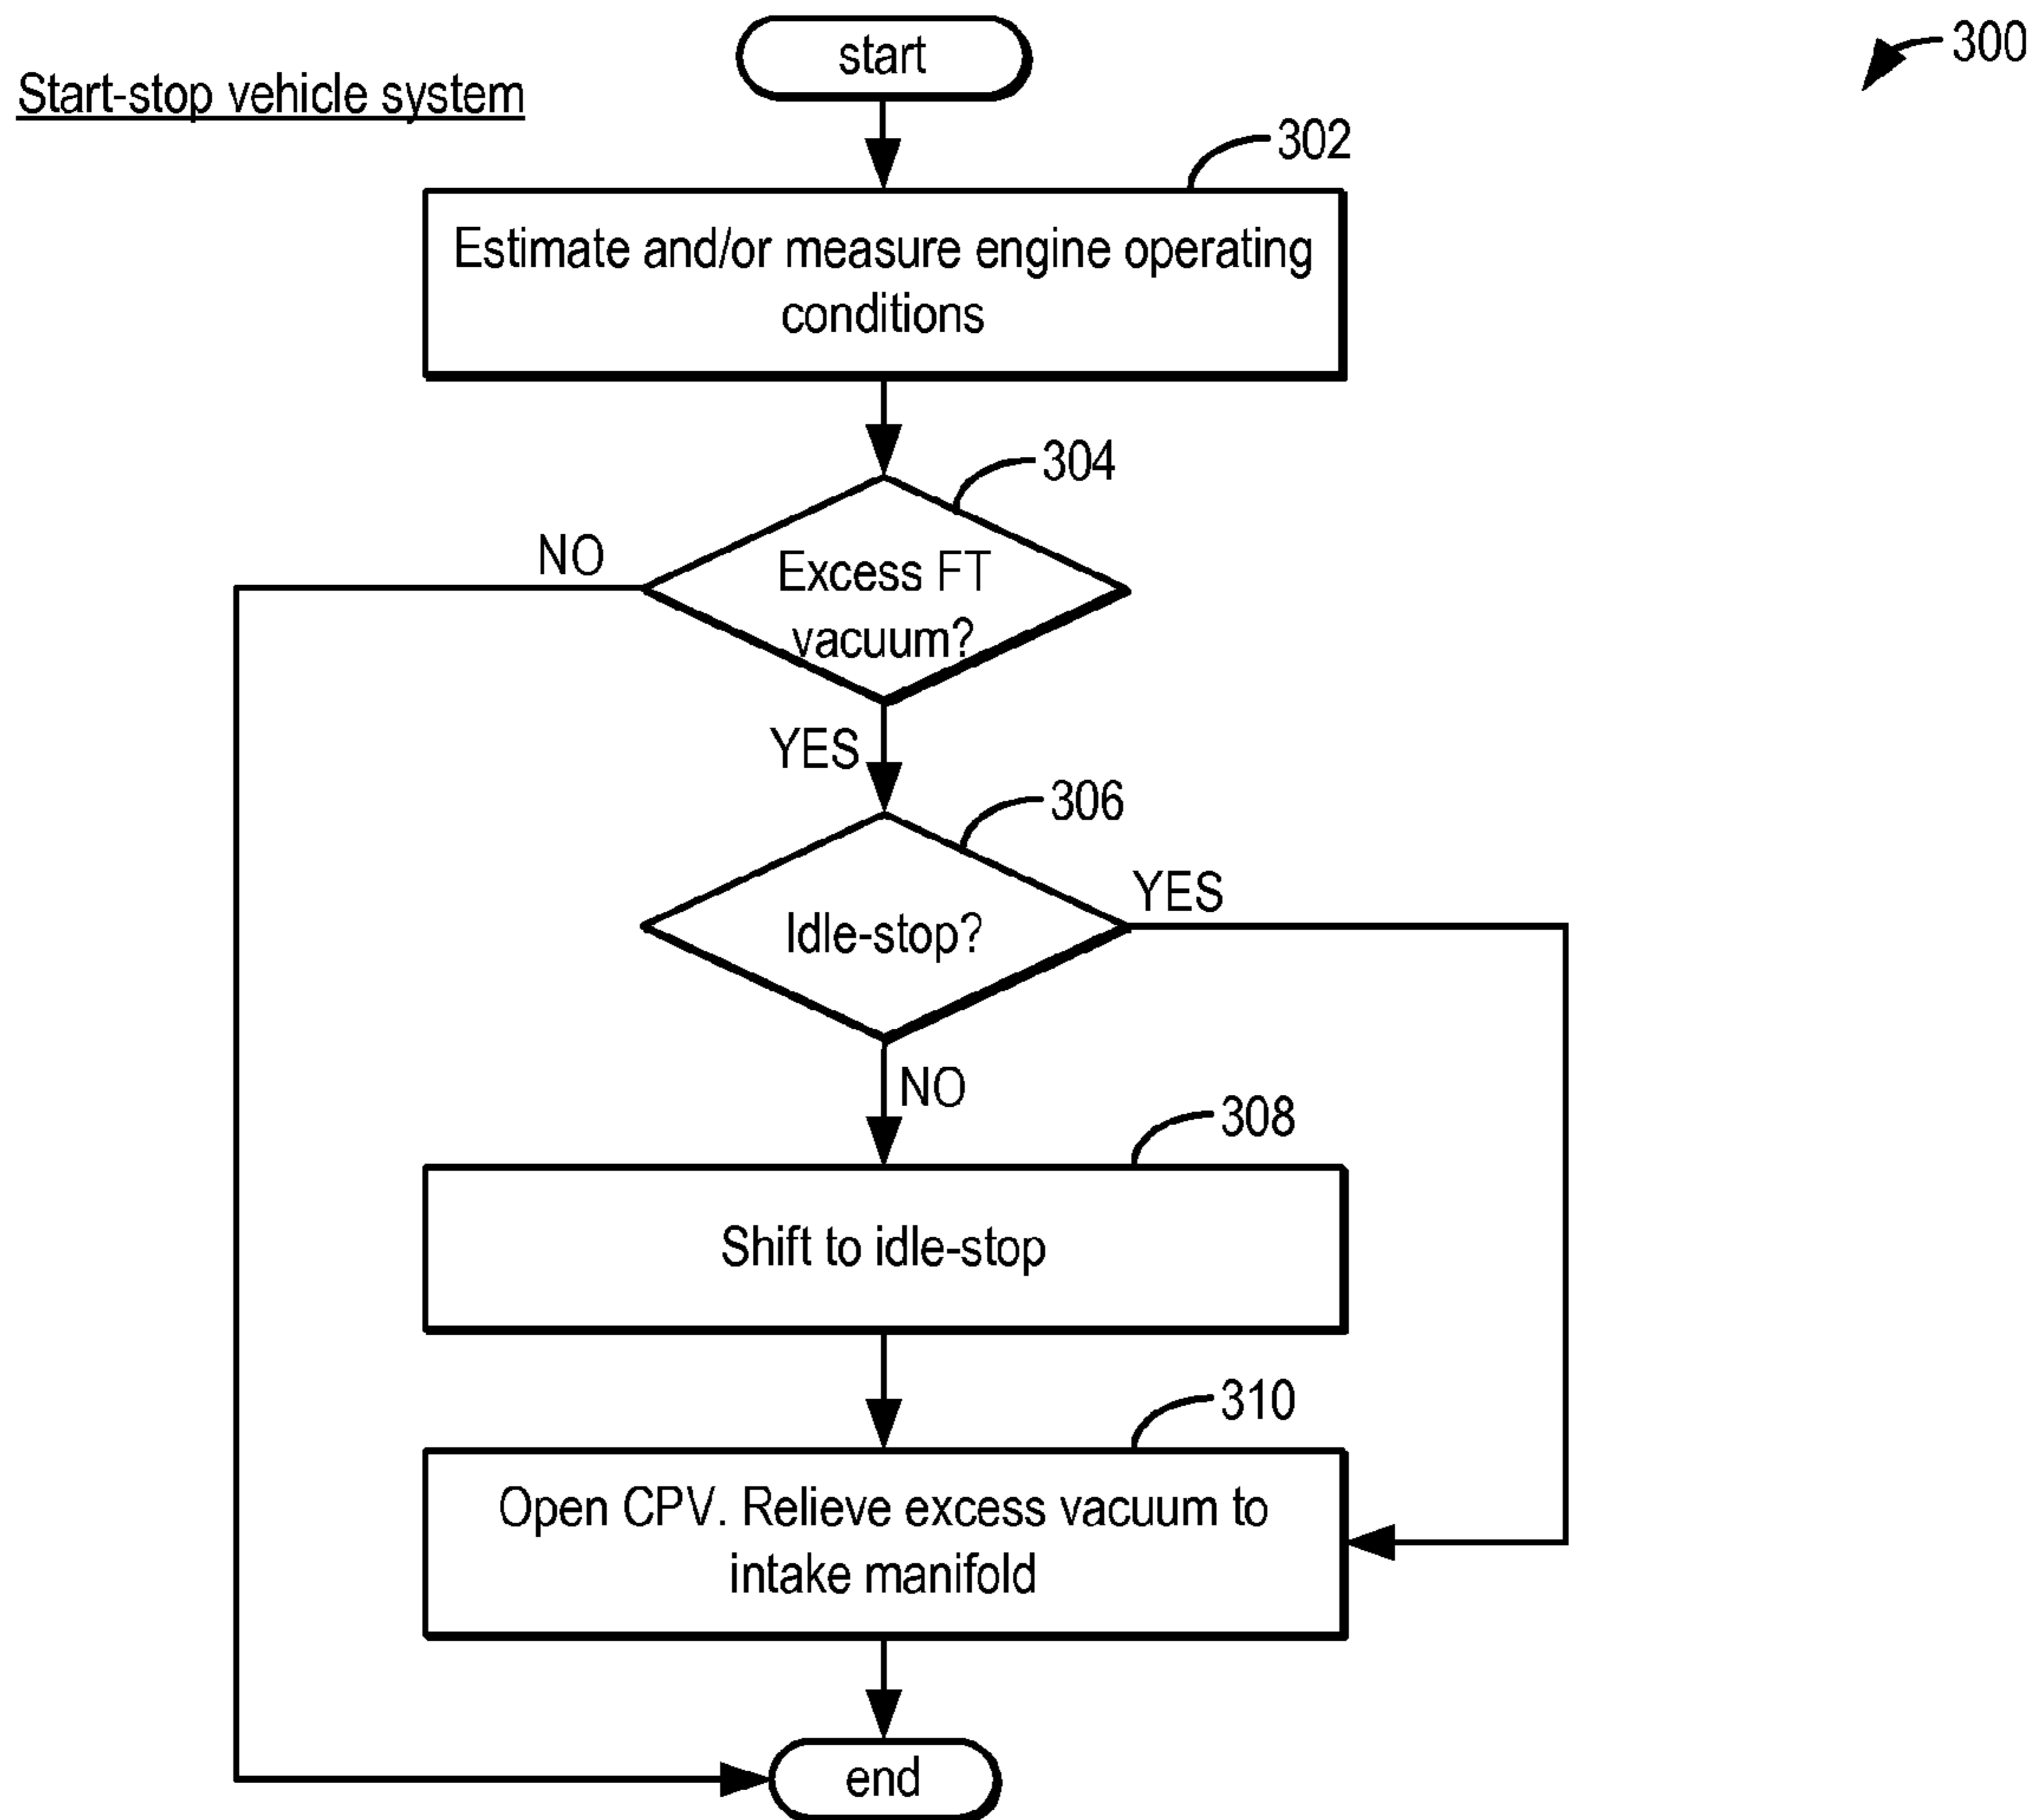 start
300
Start-stop vehicle system
302
Estimate and/or measure engine operating
conditions
304
NO
Excess FT
vacuum?
YES
306
YES
Idle-stop?
NO
308
Shift to idle-stop
310
Open CPV. Relieve excess vacuum to
intake manifold
end